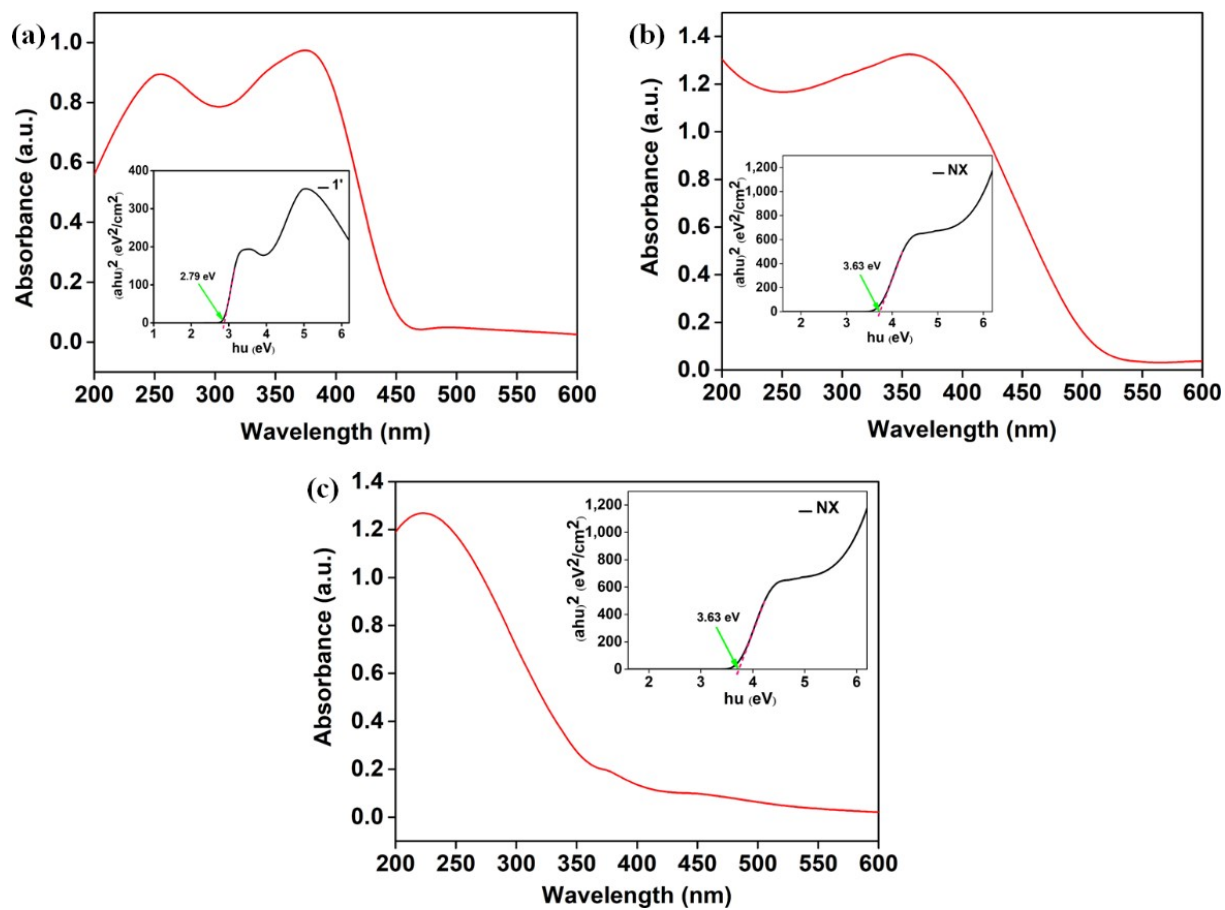 (a)
Absorbance (a.u.)
1.0
0.8
0.6
0.4
0.2
0.0
200 250 300 350 400 450 500 550 600
Wavelength (nm)
(ahu)² (eV²/cm²)
400
300
200
100
0
1 2 3 4 5 6
hu (eV)
1'
2.79 eV
(b)
Absorbance (a.u.)
1.4
1.2
1.0
0.8
0.6
0.4
0.2
0.0
200 250 300 350 400 450 500 550 600
Wavelength (nm)
(ahu)² (eV²/cm²)
1,200
1,000
800
600
400
200
0
2 3 4 5 6
hu (eV)
NX
3.63 eV
(c)
Absorbance (a.u.)
1.4
1.2
1.0
0.8
0.6
0.4
0.2
0.0
200 250 300 350 400 450 500 550 600
Wavelength (nm)
(ahu)² (eV²/cm²)
1,200
1,000
800
600
400
200
0
2 3 4 5 6
hu (eV)
NX
3.63 eV